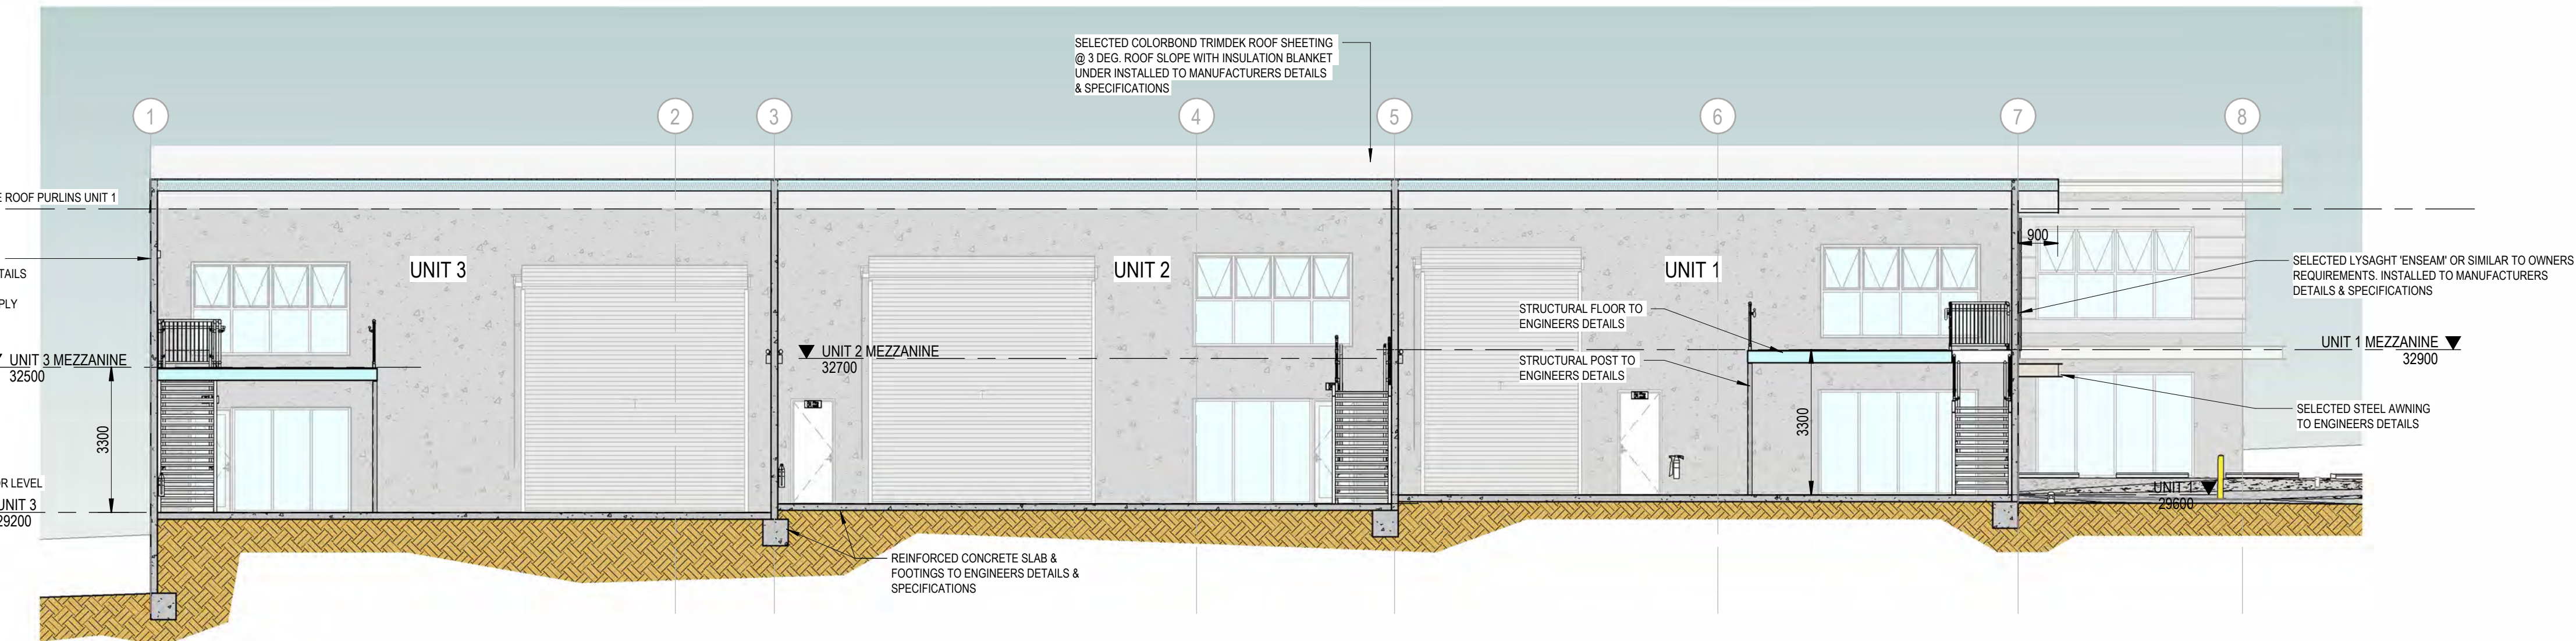 SELECTED COLORBOND TRIMDEK ROOF SHEETING
@ 3 DEG. ROOF SLOPE WITH INSULATION BLANKET
UNDER INSTALLED TO MANUFACTURERS DETAILS
& SPECIFICATIONS
1
2
3
4
5
6
7
8
ROOF PURLINS UNIT 1
900
UNIT 3
UNIT 2
UNIT 1
SELECTED LYSAGHT 'ENSEAM' OR SIMILAR TO OWNERS
REQUIREMENTS. INSTALLED TO MANUFACTURERS
DETAILS & SPECIFICATIONS
STRUCTURAL FLOOR TO
ENGINEERS DETAILS
STRUCTURAL POST TO
ENGINEERS DETAILS
UNIT 3 MEZZANINE
32500
UNIT 2 MEZZANINE
32700
UNIT 1 MEZZANINE
32900
3300
3300
SELECTED STEEL AWNING
TO ENGINEERS DETAILS
LEVEL
UNIT 3
29200
UNIT 1
29600
REINFORCED CONCRETE SLAB &
FOOTINGS TO ENGINEERS DETAILS &
SPECIFICATIONS